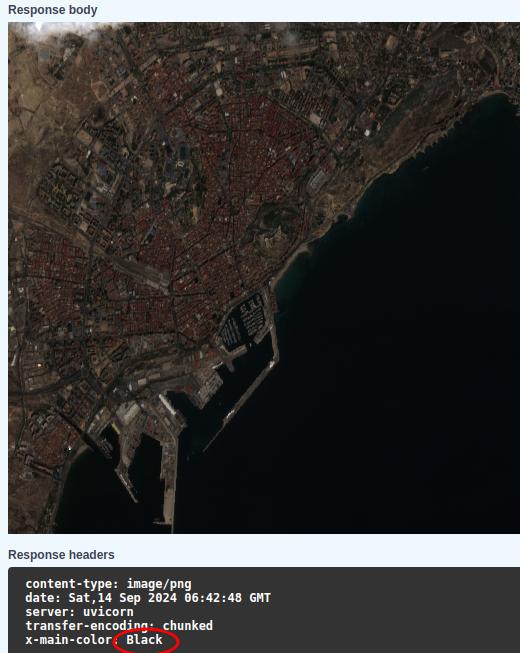 Response body
Response headers
content-type: image/png
date: Sat,14 Sep 2024 06:42:48 GMT
server: uvicorn
transfer-encoding: chunked
x-main-color: Black